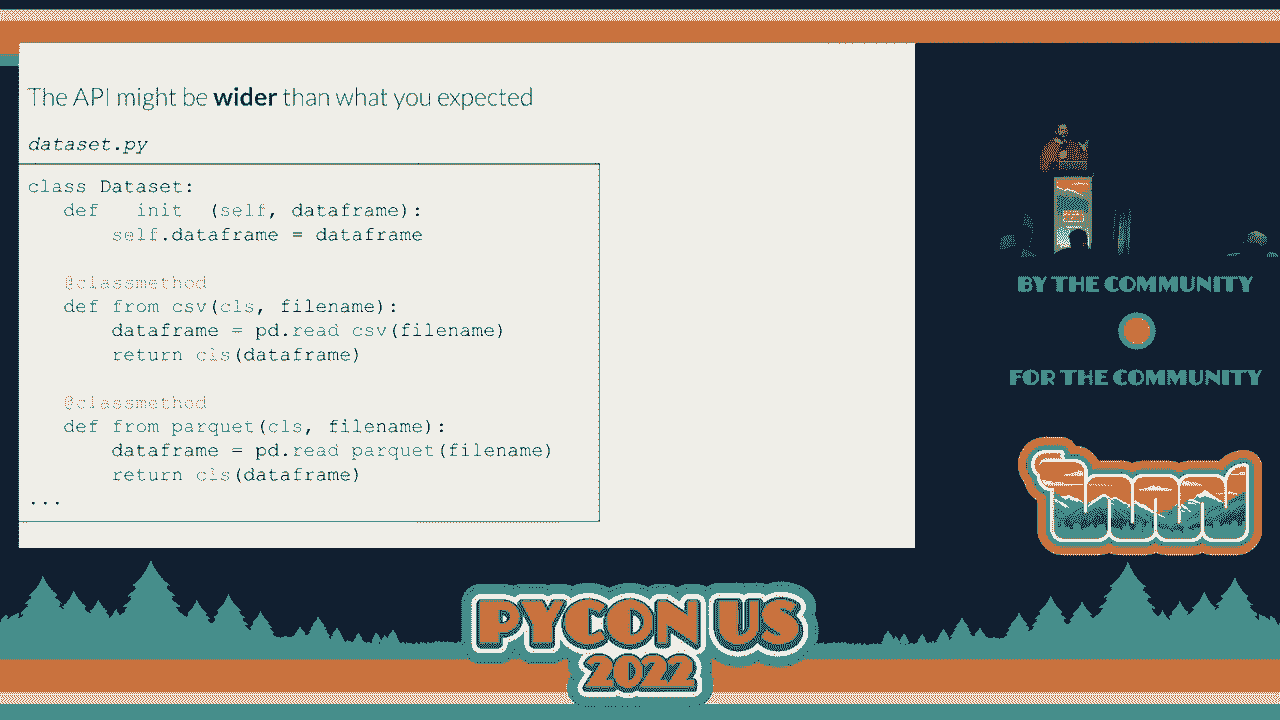 The API might be wider than what you expected
dataset.py
class Dataset:
def init (self, dataframe):
self.dataframe = dataframe
@classmethod
def from csv(cls, filename):
dataframe = pd.read csv(filename)
return cls(dataframe)
@classmethod
def from parquet(cls, filename):
dataframe = pd.read parquet(filename)
return cls(dataframe)
...
BY THE COMMUNITY
FOR THE COMMUNITY
PYCON US
2022